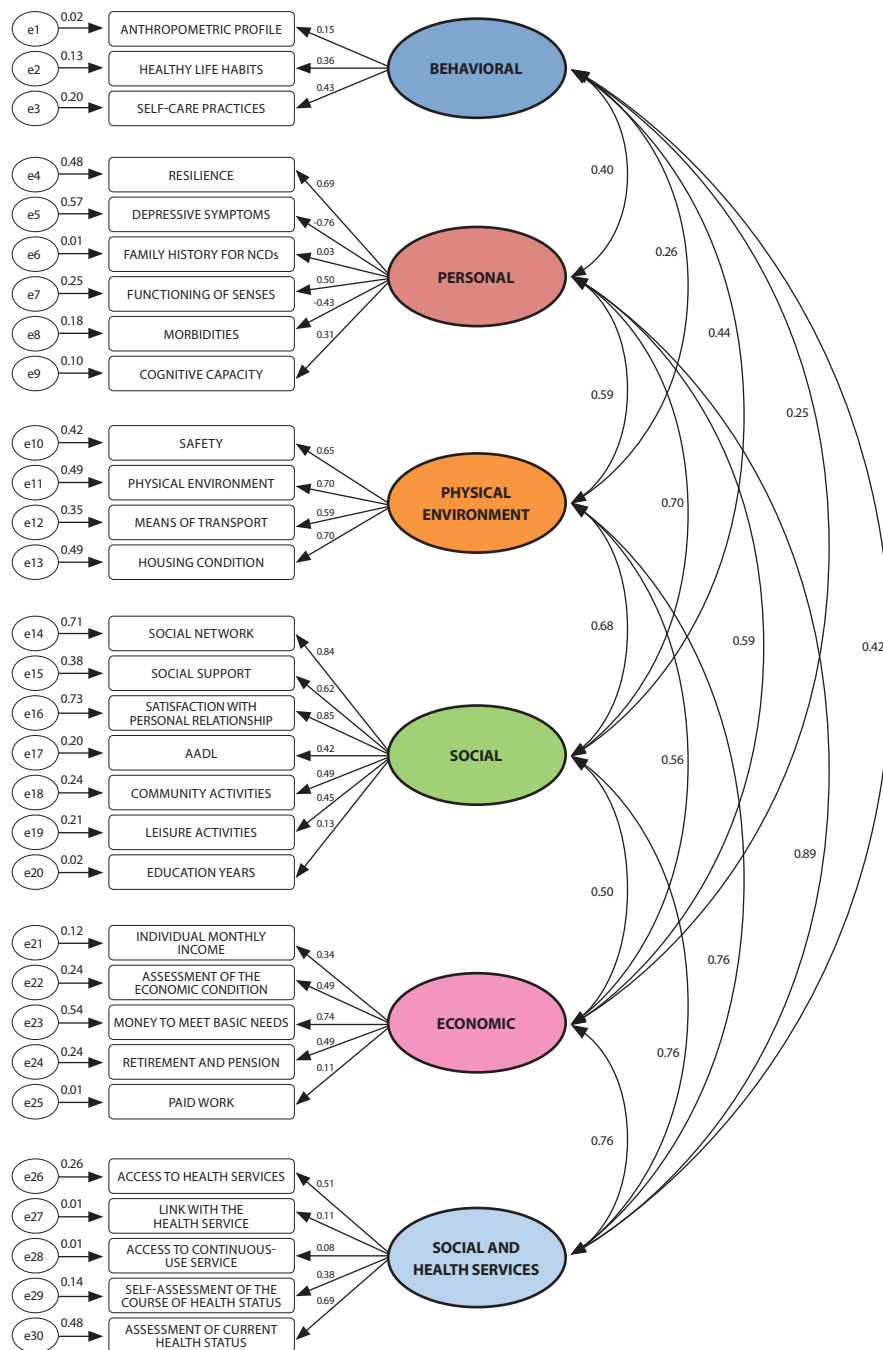 e1 0.02 ANTHROPOMETRIC PROFILE 0.15
e2 0.13 HEALTHY LIFE HABITS 0.36
e3 0.20 SELF-CARE PRACTICES 0.43
BEHAVIORAL
e4 0.48 RESILIENCE 0.69
e5 0.57 DEPRESSIVE SYMPTOMS -0.76
e6 0.01 FAMILY HISTORY FOR NCDs 0.03
e7 0.25 FUNCTIONING OF SENSES 0.50
e8 0.18 MORBIDITIES -0.43
e9 0.10 COGNITIVE CAPACITY 0.31
PERSONAL
e10 0.42 SAFETY 0.65
e11 0.49 PHYSICAL ENVIRONMENT 0.70
e12 0.35 MEANS OF TRANSPORT 0.59
e13 0.49 HOUSING CONDITION 0.70
PHYSICAL
ENVIRONMENT
e14 0.71 SOCIAL NETWORK 0.84
e15 0.38 SOCIAL SUPPORT 0.62
e16 0.73 SATISFACTION WITH
PERSONAL RELATIONSHIP 0.85
e17 0.20 AADL 0.42
e18 0.24 COMMUNITY ACTIVITIES 0.49
e19 0.21 LEISURE ACTIVITIES 0.45
e20 0.02 EDUCATION YEARS 0.13
SOCIAL
e21 0.12 INDIVIDUAL MONTHLY
INCOME 0.34
e22 0.24 ASSESSMENT OF THE
ECONOMIC CONDITION 0.49
e23 0.54 MONEY TO MEET BASIC NEEDS 0.74
e24 0.24 RETIREMENT AND PENSION 0.49
e25 0.01 PAID WORK 0.11
ECONOMIC
e26 0.26 ACCESS TO HEALTH SERVICES 0.51
e27 0.01 LINK WITH THE
HEALTH SERVICE 0.11
e28 0.01 ACCESS TO CONTINUOUS-
USE SERVICE 0.08
e29 0.14 SELF-ASSESSMENT OF THE
COURSE OF HEALTH STATUS 0.38
e30 0.48 ASSESSMENT OF CURRENT
HEALTH STATUS 0.69
SOCIAL AND
HEALTH SERVICES
0.40
0.26
0.44
0.59
0.25
0.70
0.68
0.59
0.42
0.56
0.89
0.50
0.76
0.76
0.76